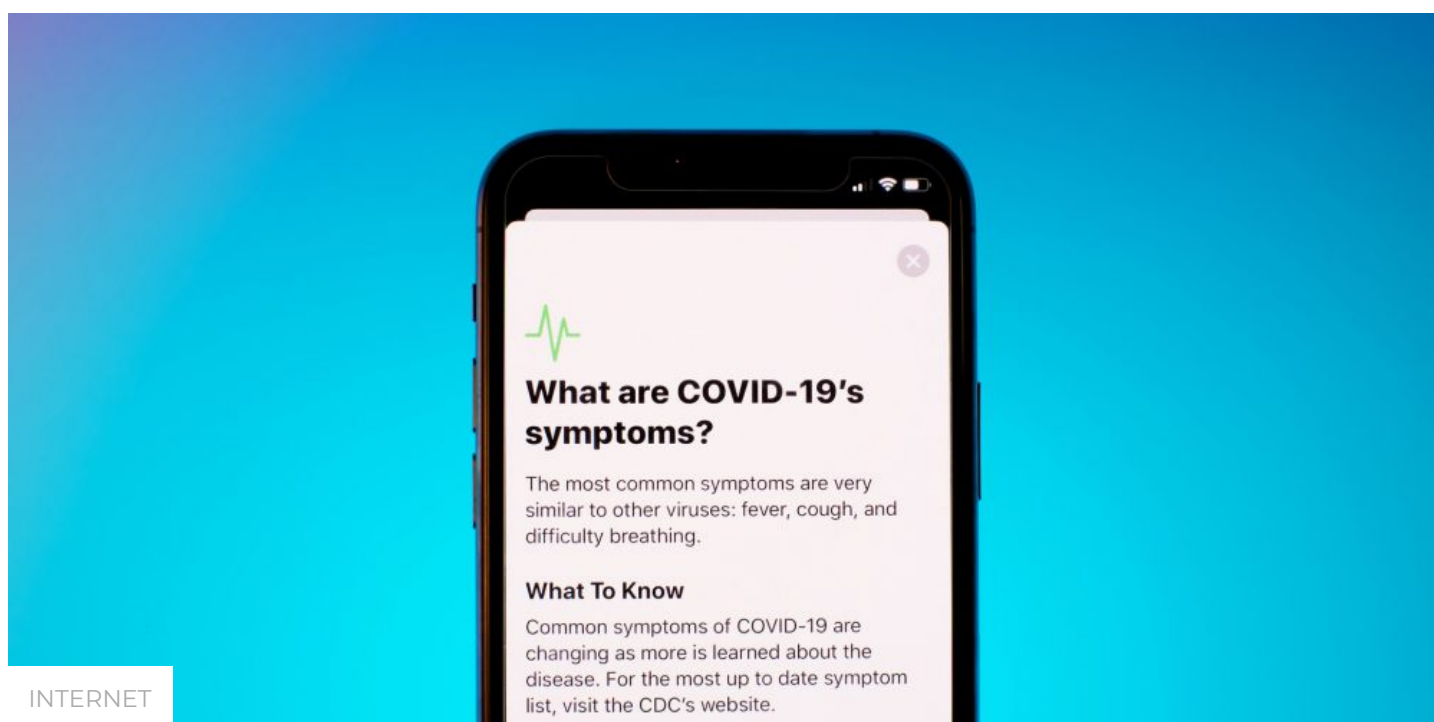 What are COVID-19’s
symptoms?
The most common symptoms are very
similar to other viruses: fever, cough, and
difficulty breathing.
What To Know
Common symptoms of COVID-19 are
changing as more is learned about the
disease. For the most up to date symptom
list, visit the CDC’s website.
INTERNET